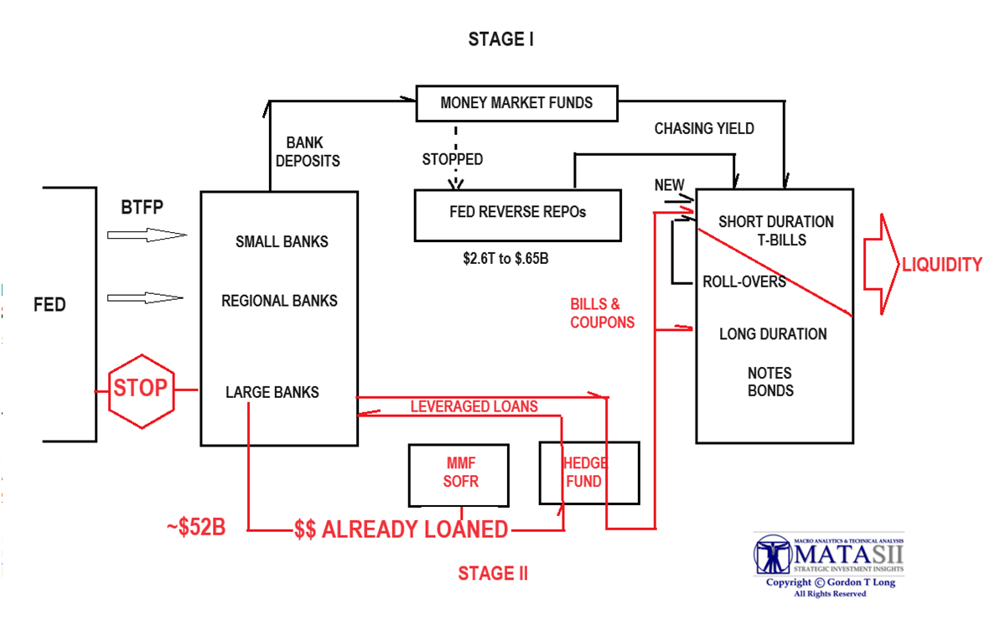 STAGE I
MONEY MARKET FUNDS
CHASING YIELD
BANK
DEPOSITS
STOPPED
NEW
BTFP
FED REVERSE REPOs
$2.6T to $.65B
SMALL BANKS
REGIONAL BANKS
LARGE BANKS
FED
STOP
SHORT DURATION
T-BILLS
ROLL-OVERS
LIQUIDITY
BILLS &
COUPONS
LONG DURATION
NOTES
BONDS
LEVERAGED LOANS
MMF
SOFR
HEDGE
FUND
~$52B
$$ ALREADY LOANED
STAGE II
MACRO ANALYTICS & TECHNICAL ANALYSIS
MATASII
STRATEGIC INVESTMENT INSIGHTS
Copyright © Gordon T Long
All Rights Reserved